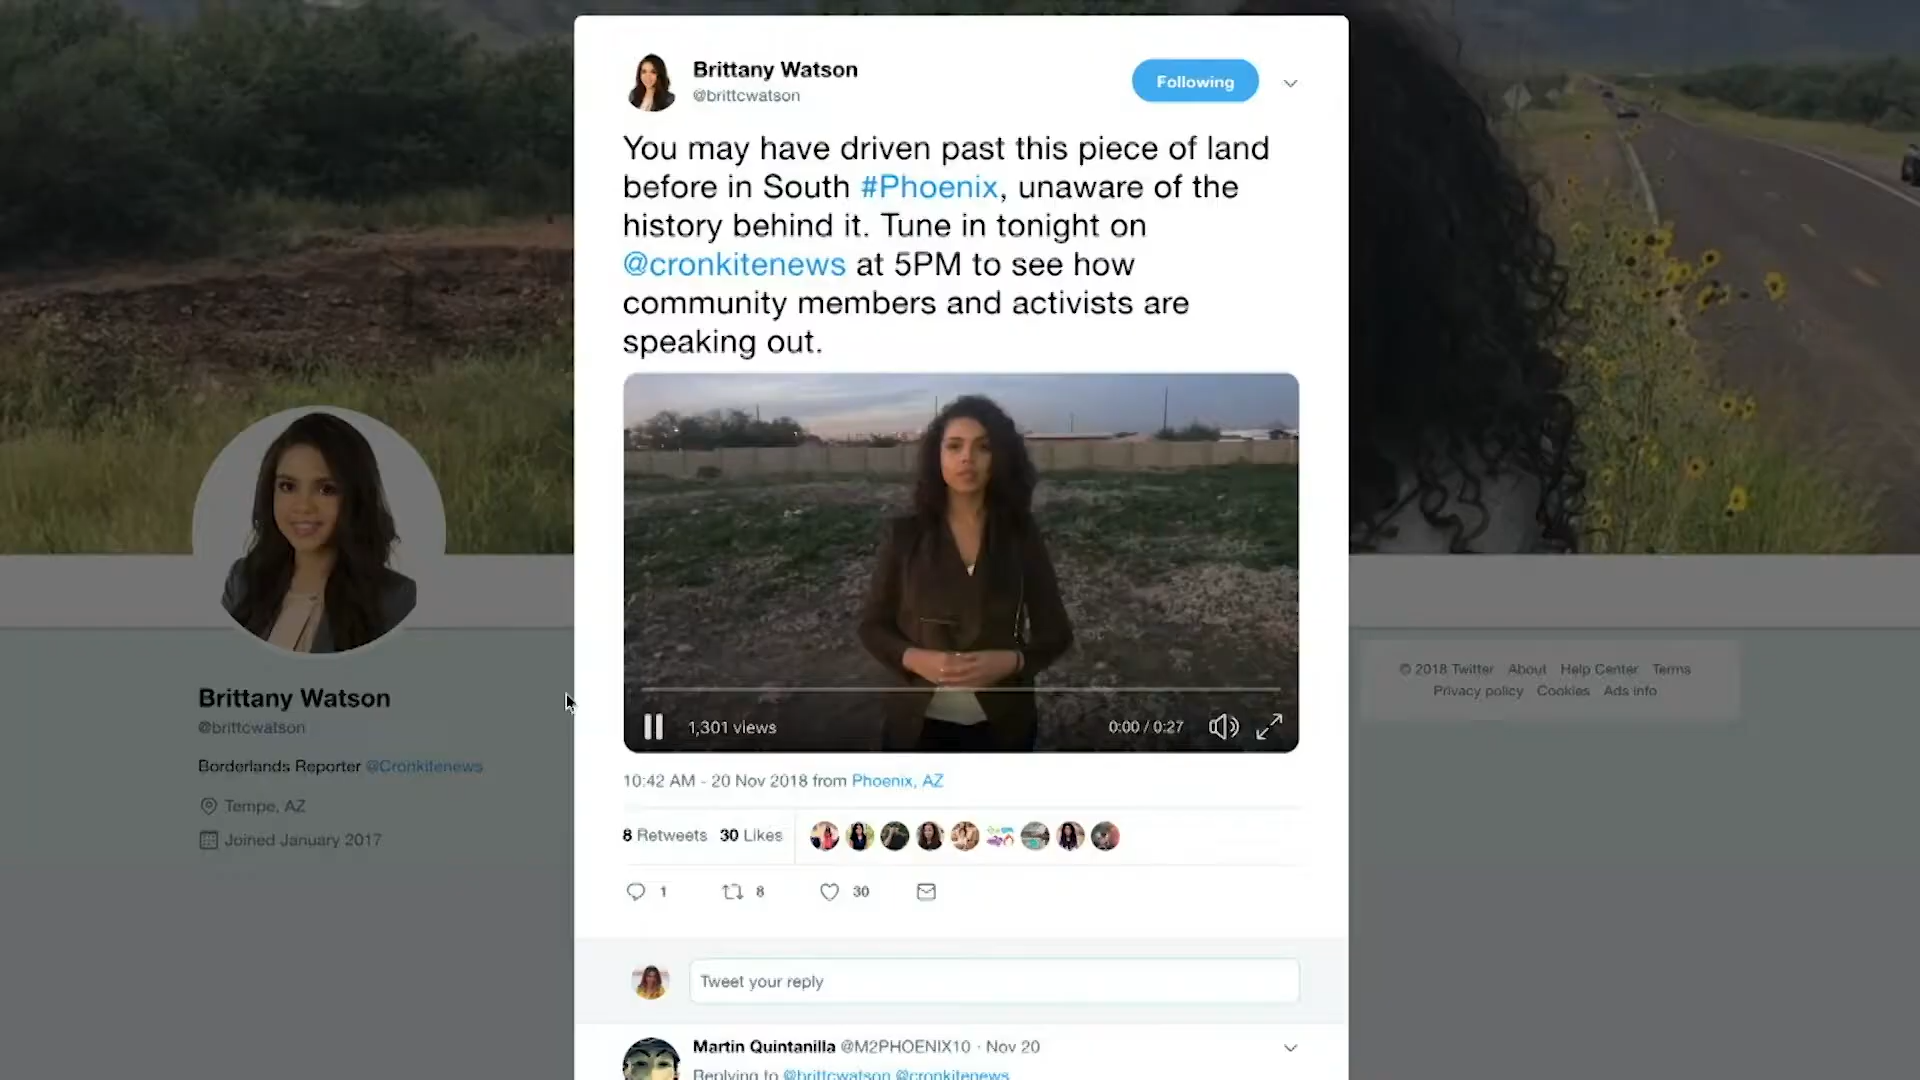 Brittany Watson
@brittcwatson
Following
You may have driven past this piece of land
before in South #Phoenix, unaware of the
history behind it. Tune in tonight on
@cronkitenews at 5PM to see how
community members and activists are
speaking out.
1,301 views
0:00 / 0:27
10:42 AM - 20 Nov 2018 from Phoenix, AZ
8 Retweets 30 Likes
1 8 30
Tweet your reply
Martin Quintanilla @M2PHOENIX10 · Nov 20
Replying to @brittcwatson @cronkitenews
Brittany Watson
@brittcwatson
Borderlands Reporter @Cronkitenews
Tempe, AZ
Joined January 2017
© 2018 Twitter About Help Center Terms
Privacy policy Cookies Ads info